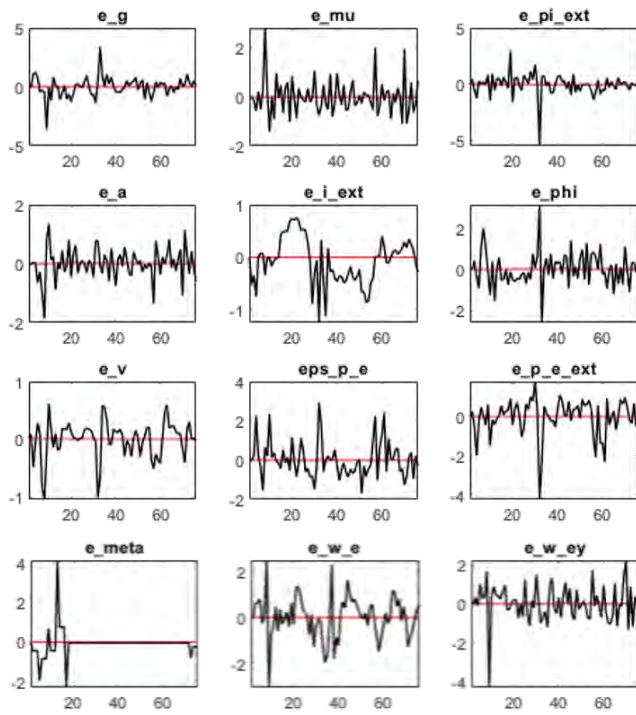 e_g e_mu e_pi_ext
5 2 5
0 0 0
-5 -2 -5
20 40 60 20 40 60 20 40 60
e_a e_i_ext e_phi
2 1 2
0 0 0
-2 -1 -2
20 40 60 20 40 60 20 40 60
e_v eps_p_e e_p_e_ext
1 4 0
0 2 -2
-1 0 -4
-2
20 40 60 20 40 60 20 40 60
e_meta e_w_e e_w_ey
4 2 2
2 0 0
0 -2 -2
-2 -4
20 40 60 20 40 60 20 40 60